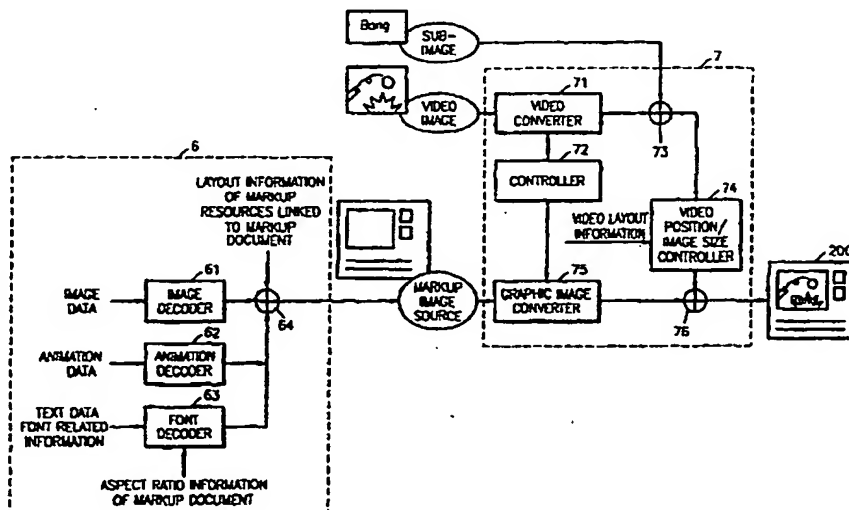 Bang
SUB-
IMAGE
7
VIDEO
IMAGE
71
VIDEO
CONVERTER
73
72
CONTROLLER
6
LAYOUT INFORMATION
OF MARKUP
RESOURCES LINKED
TO MARKUP
DOCUMENT
74
VIDEO
POSITION/
IMAGE SIZE
CONTROLLER
VIDEO LAYOUT
INFORMATION
200
61
IMAGE
DATA
IMAGE
DECODER
64
MARKUP
IMAGE
SOURCE
75
GRAPHIC IMAGE
CONVERTER
76
62
ANIMATION
DATA
ANIMATION
DECODER
63
TEXT DATA
FONT RELATED
INFORMATION
FONT
DECODER
ASPECT RATIO INFORMATION
OF MARKUP DOCUMENT